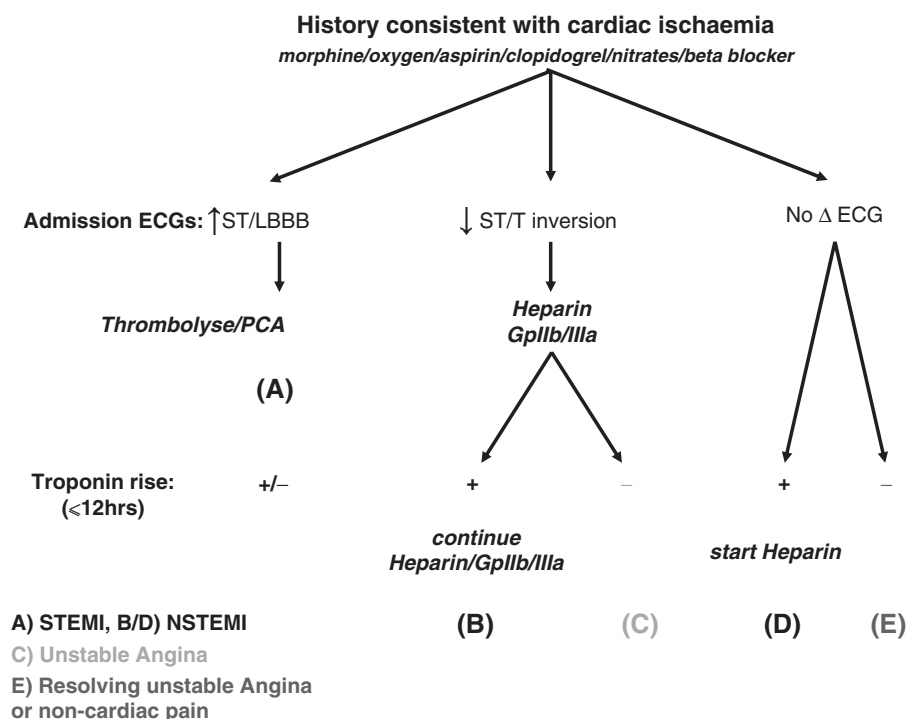 History consistent with cardiac ischaemia
morphine/oxygen/aspirin/clopidogrel/nitrates/beta blocker
Admission ECGs: ↑ST/LBBB ↓ ST/T inversion No Δ ECG
Thrombolyse/PCA
Heparin
GpIIb/IIIa
(A)
Troponin rise: +/– + – + –
(⩽12hrs)
continue
Heparin/GpIIb/IIIa
start Heparin
A) STEMI, B/D) NSTEMI (B) (C) (D) (E)
C) Unstable Angina
E) Resolving unstable Angina
or non-cardiac pain